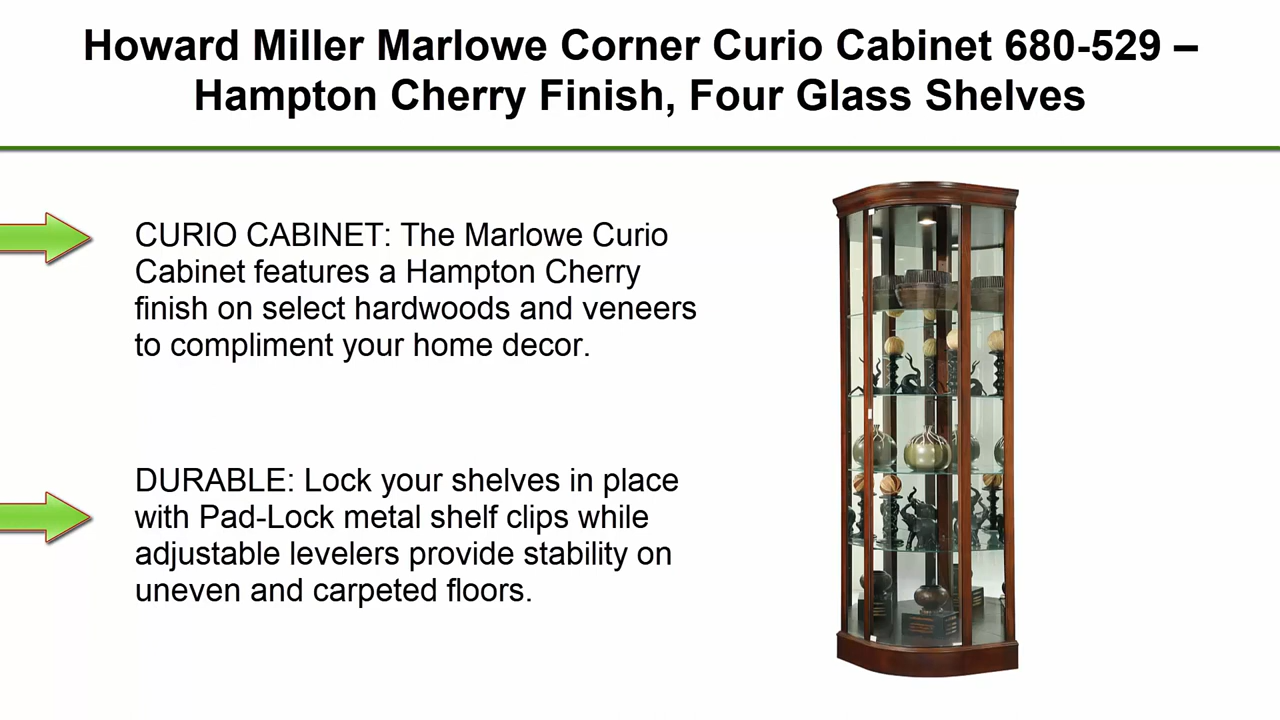 Howard Miller Marlowe Corner Curio Cabinet 680-529 –
Hampton Cherry Finish, Four Glass Shelves
CURIO CABINET: The Marlowe Curio
Cabinet features a Hampton Cherry
finish on select hardwoods and veneers
to compliment your home decor.
DURABLE: Lock your shelves in place
with Pad-Lock metal shelf clips while
adjustable levelers provide stability on
uneven and carpeted floors.